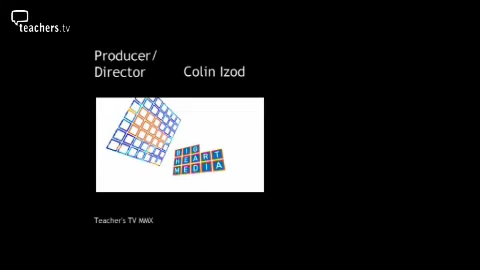 teachers.tv
Producer/
Director Colin Izod
BIG
HEART
MEDIA
Teacher's TV MMX